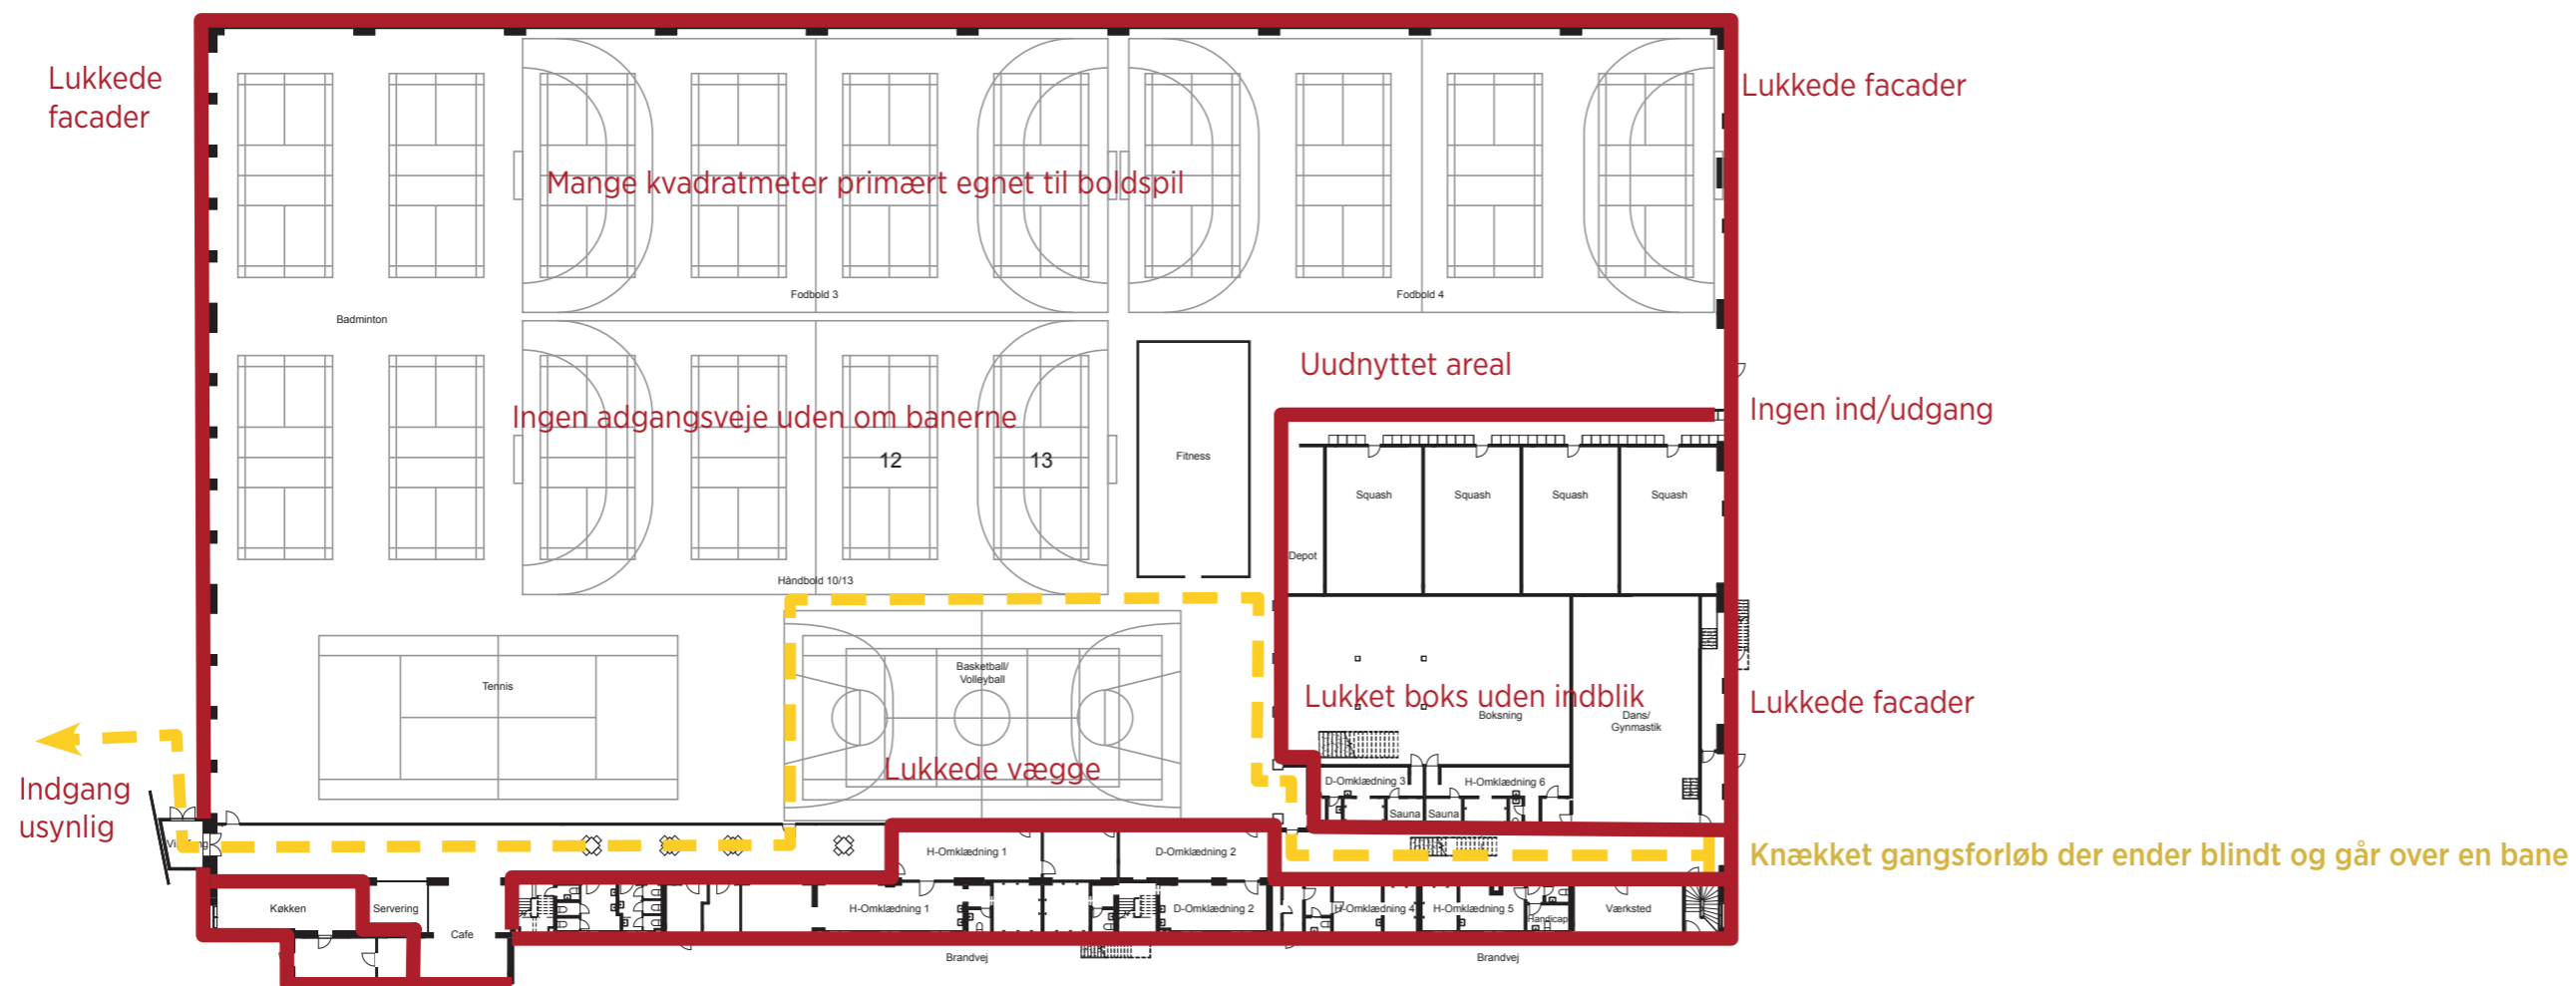 Lukkede
facader
Lukkede facader
Mange kvadratmeter primært egnet til boldspil
Fodbold 3
Fodbold 4
Badminton
Uudnyttet areal
Ingen adgangsveje uden om banerne
Ingen ind/udgang
12
13
Fitness
Squash
Squash
Squash
Squash
Depot
Håndbold 10/13
Basketball/
Volleyball
Tennis
Lukket boks uden indblik
Boksning
Dans/
Gynmastik
Lukkede facader
Lukkede vægge
D-Omklædning 3
H-Omklædning 6
Sauna
Sauna
Indgang
usynlig
H-Omklædning 1
D-Omklædning 2
Knækket gangsforløb der ender blindt og går over en bane
Køkken
Servering
H-Omklædning 1
D-Omklædning 2
H-Omklædning 4
H-Omklædning 5
Handicap
Værksted
Cafe
Brandvej
Brandvej